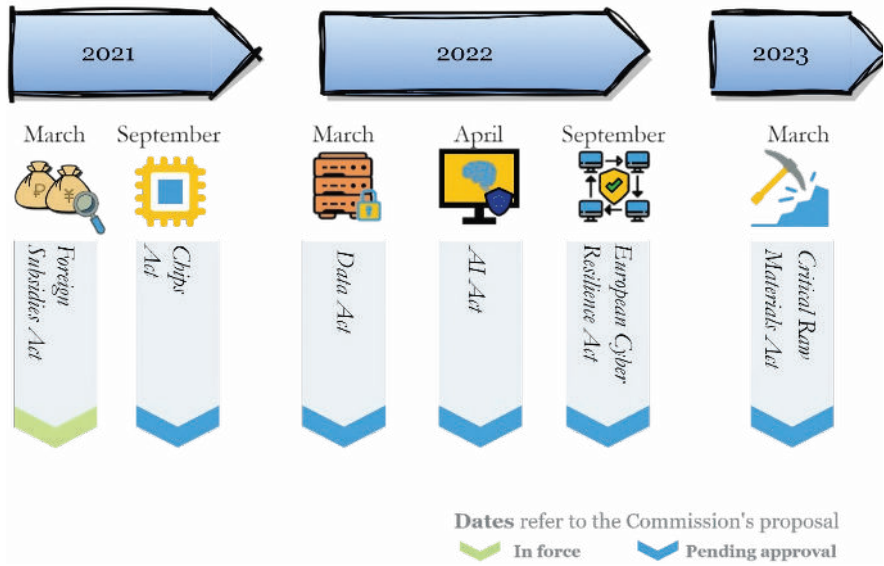 2021
2022
2023
March
September
March
April
September
March
₽
¥
Foreign
Subsidies Act
Chips
Act
Data Act
AI Act
European Cyber
Resilience Act
Critical Raw
Materials Act
Dates refer to the Commission's proposal
In force
Pending approval